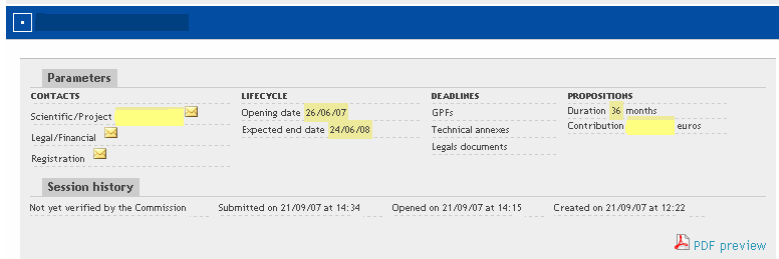 Parameters
CONTACTS LIFECYCLE DEADLINES PROPOSITIONS
Scientific/Project Opening date 26/06/07 GPFs Duration 36 months
Legal/Financial Expected end date 24/06/08 Technical annexes Contribution euros
Registration Legals documents
Session history
Not yet verified by the Commission Submitted on 21/09/07 at 14:34 Opened on 21/09/07 at 14:15 Created on 21/09/07 at 12:22
PDF preview